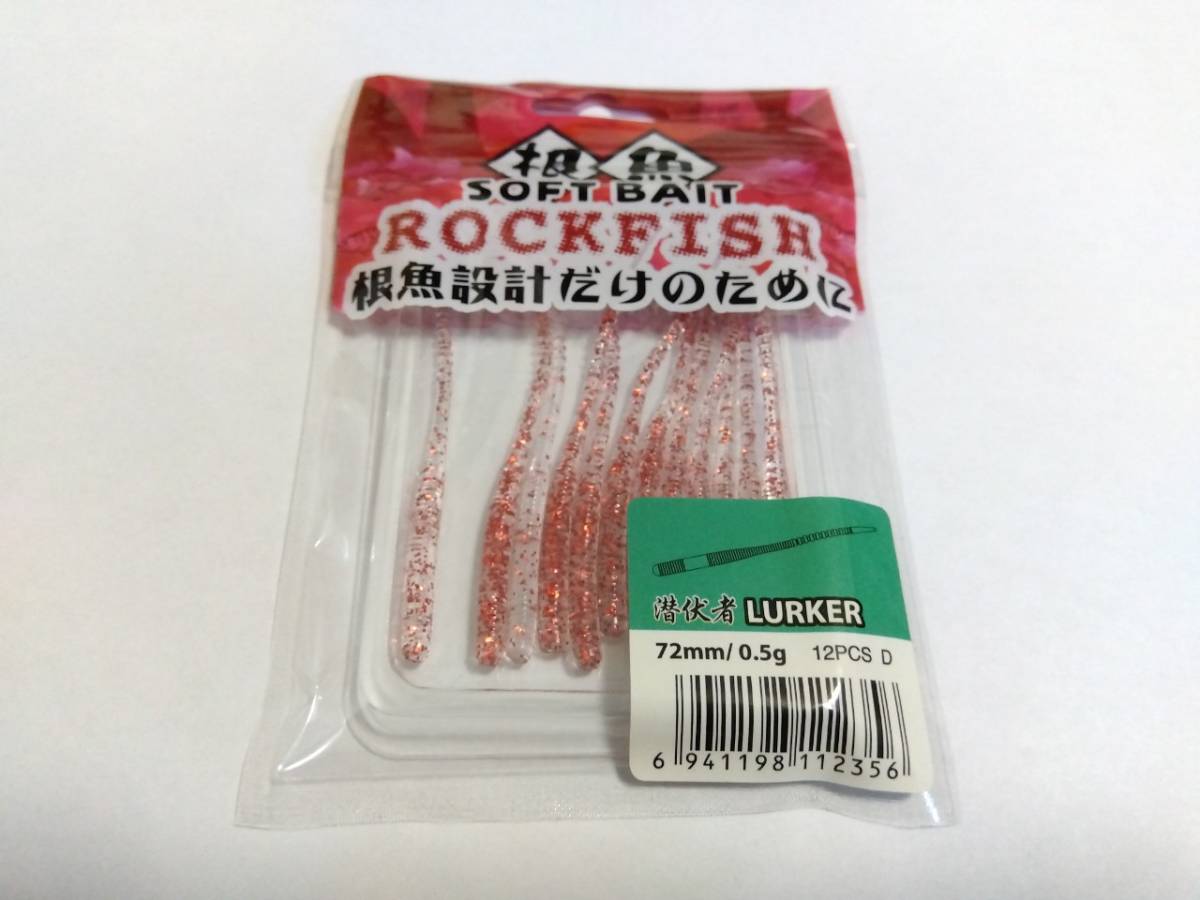 根魚
SOFT BAIT
ROCKFISH
根魚設計だけのために
潜伏者 LURKER
72mm/ 0.5g 12PCS D
6 941198 112356